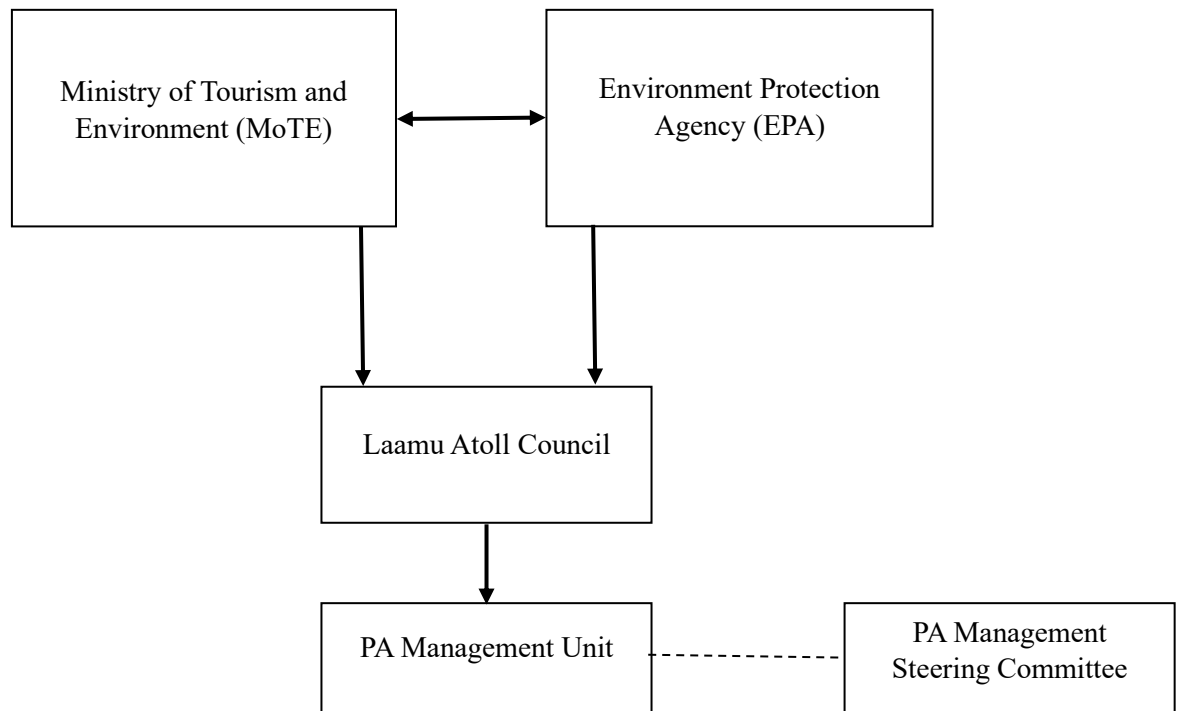 Ministry of Tourism and
Environment (MoTE)
Environment Protection
Agency (EPA)
Laamu Atoll Council
PA Management Unit
PA Management
Steering Committee